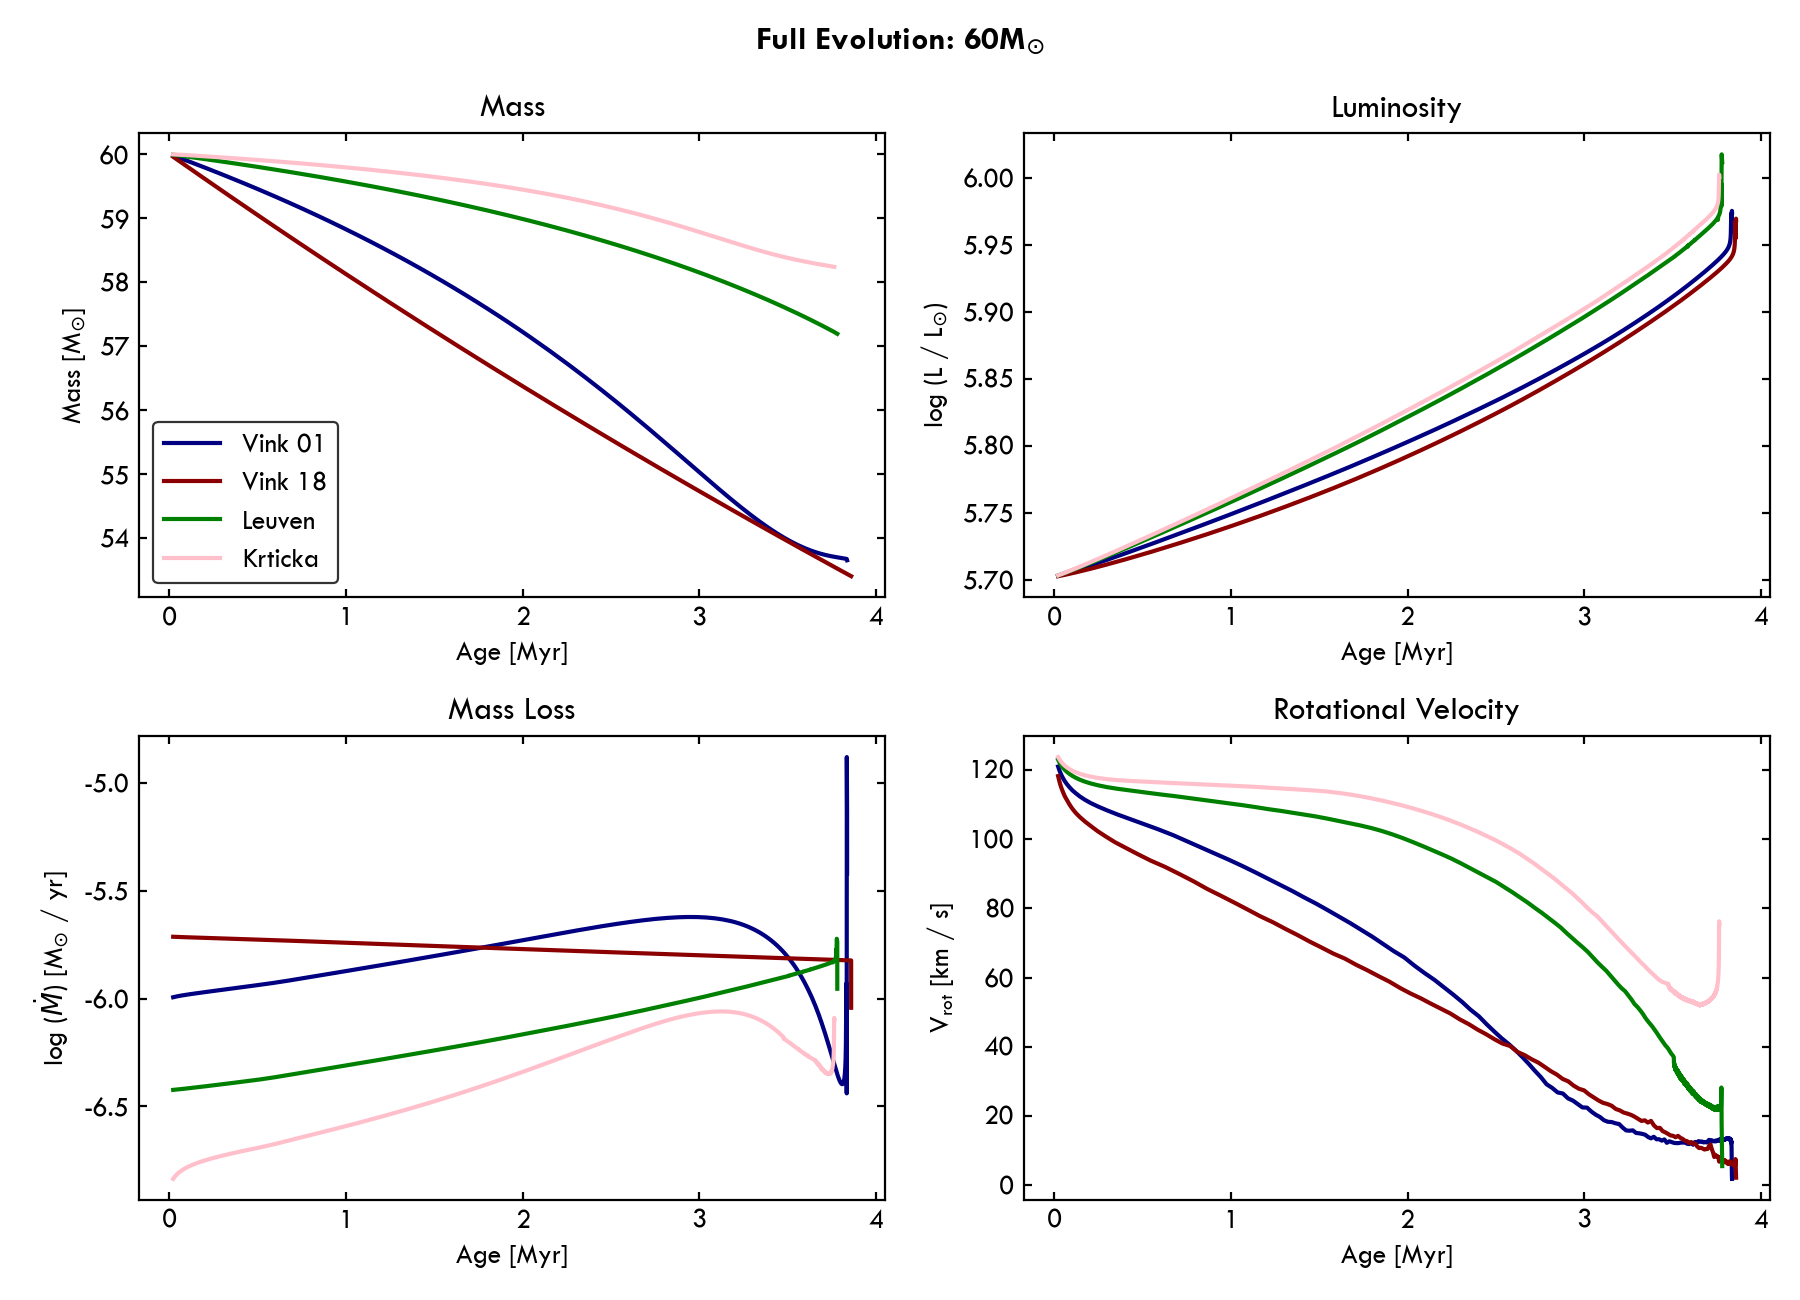 Full Evolution: 60M⊙
Mass
60
59
58
57
56
55
54
Mass [M⊙]
Vink 01
Vink 18
Leuven
Krticka
0 1 2 3 4
Age [Myr]
Luminosity
6.00
5.95
5.90
5.85
5.80
5.75
5.70
log (L / L⊙)
0 1 2 3 4
Age [Myr]
Mass Loss
-5.0
-5.5
-6.0
-6.5
log (Ṁ) [M⊙ / yr]
0 1 2 3 4
Age [Myr]
Rotational Velocity
120
100
80
60
40
20
0
Vrot [km / s]
0 1 2 3 4
Age [Myr]